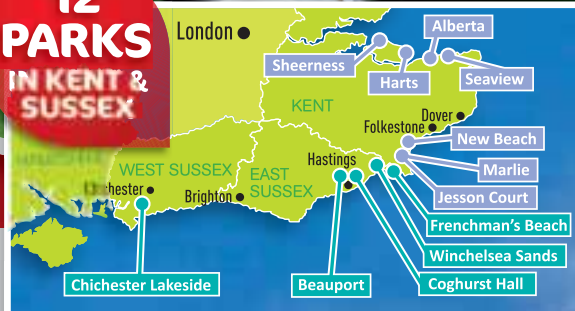 12
PARKS
IN KENT &
SUSSEX
London
Alberta
Sheerness
Harts
Seaview
KENT
Dover
Folkestone
New Beach
Hastings
Marlie
WEST SUSSEX
EAST
SUSSEX
Jesson Court
Brighton
Frenchman's Beach
Winchelsea Sands
Chichester Lakeside
Beauport
Coghurst Hall